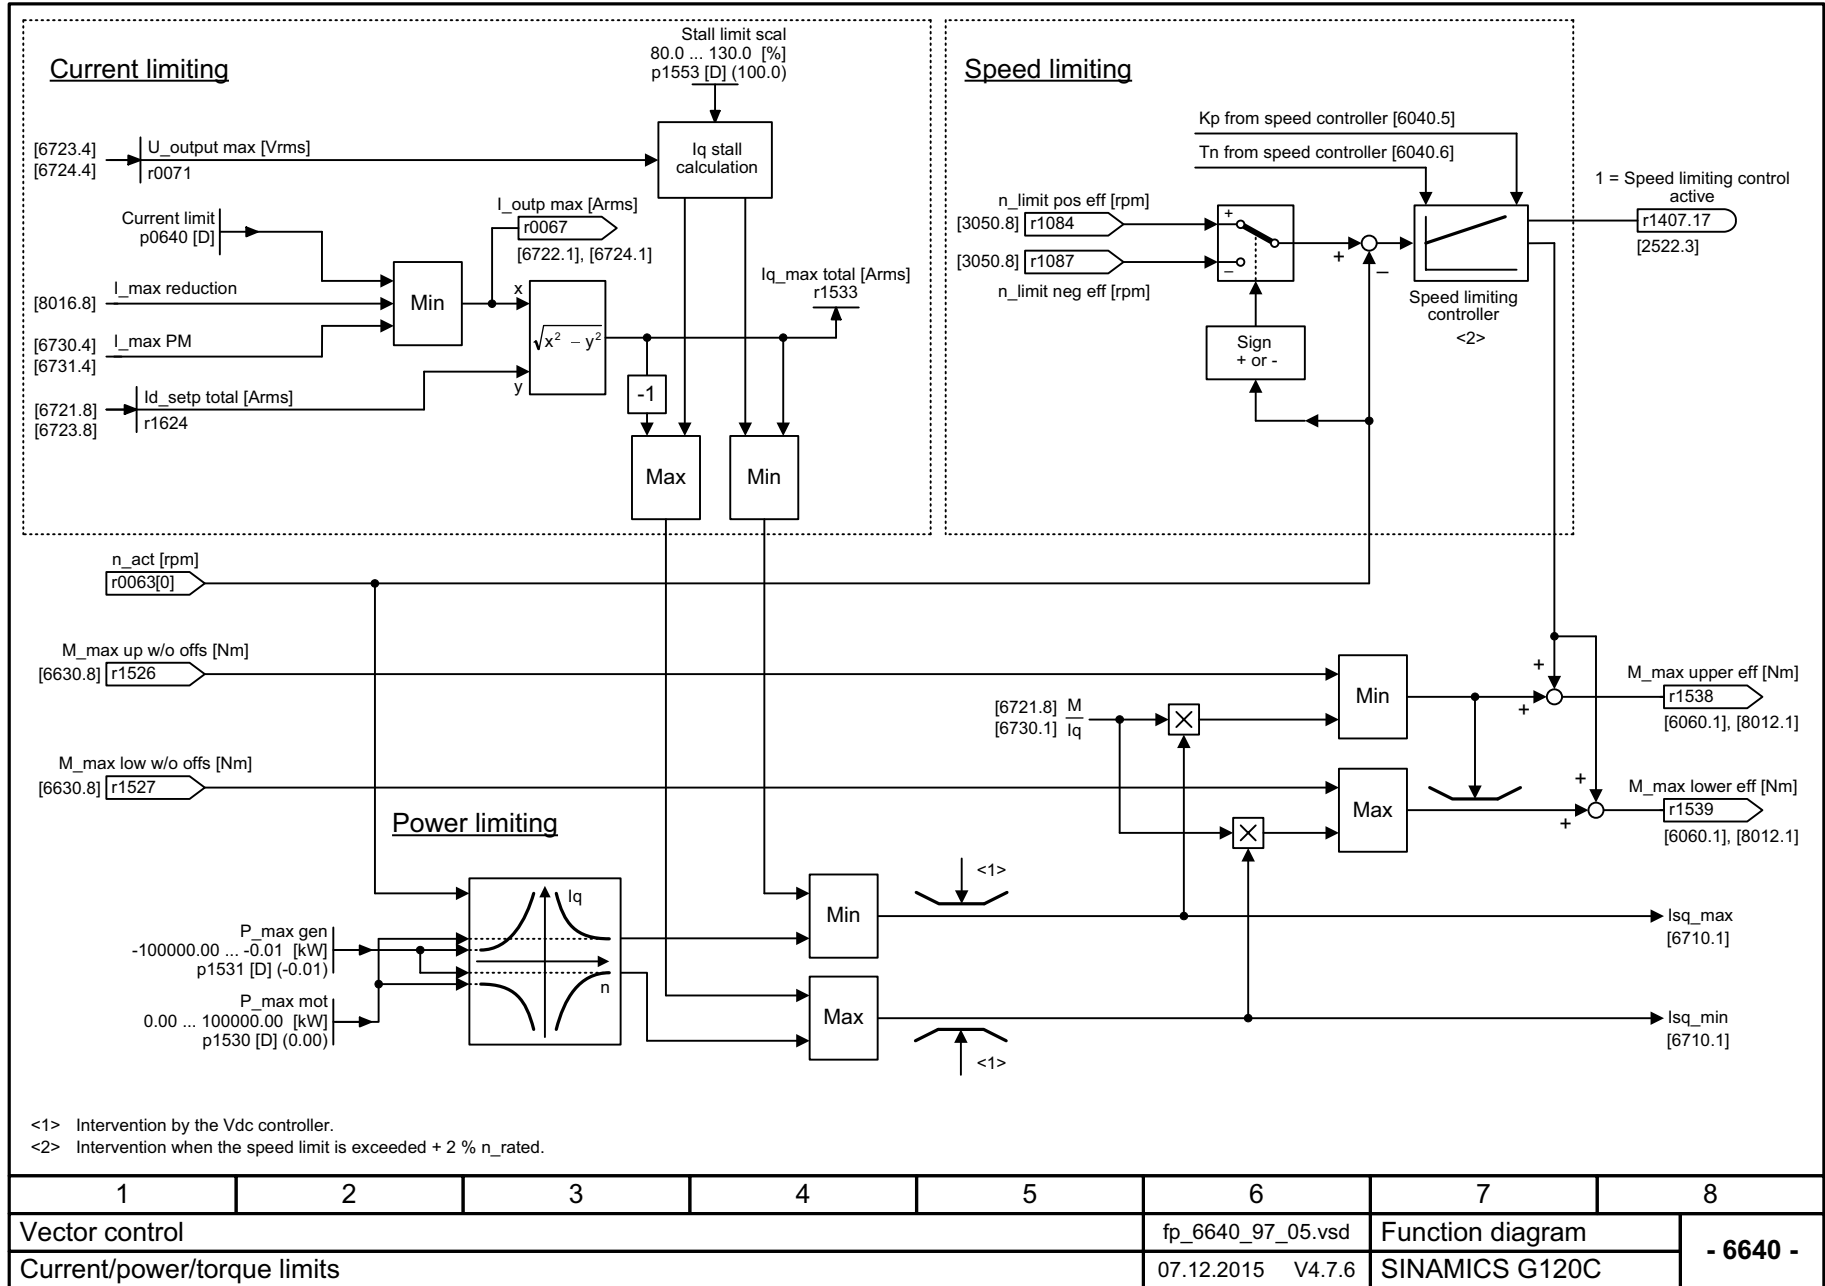 Current limiting
Stall limit scal
80.0 ... 130.0 [%]
p1553 [D] (100.0)
[6723.4]
[6724.4]
U_output max [Vrms]
r0071
Iq stall
calculation
Current limit
p0640 [D]
I_outp max [Arms]
r0067
[6722.1], [6724.1]
[8016.8]
I_max reduction
Min
[6730.4]
[6731.4]
I_max PM
x
√x² – y²
y
Iq_max total [Arms]
r1533
[6721.8]
[6723.8]
Id_setp total [Arms]
r1624
-1
Max
Min
Speed limiting
Kp from speed controller [6040.5]
Tn from speed controller [6040.6]
n_limit pos eff [rpm]
[3050.8]
r1084
[3050.8]
r1087
n_limit neg eff [rpm]
+
–
+
–
Sign
+ or -
Speed limiting
controller
<2>
1 = Speed limiting control
active
r1407.17
[2522.3]
n_act [rpm]
r0063[0]
M_max up w/o offs [Nm]
[6630.8]
r1526
M_max low w/o offs [Nm]
[6630.8]
r1527
[6721.8]
[6730.1]
M
Iq
×
×
Min
Max
+
+
+
+
M_max upper eff [Nm]
r1538
[6060.1], [8012.1]
M_max lower eff [Nm]
r1539
[6060.1], [8012.1]
Power limiting
Iq
n
P_max gen
-100000.00 ... -0.01 [kW]
p1531 [D] (-0.01)
P_max mot
0.00 ... 100000.00 [kW]
p1530 [D] (0.00)
Min
Max
<1>
<1>
Isq_max
[6710.1]
Isq_min
[6710.1]
<1> Intervention by the Vdc controller.
<2> Intervention when the speed limit is exceeded + 2 % n_rated.
1 2 3 4 5 6 7 8
Vector control
fp_6640_97_05.vsd
Function diagram
- 6640 -
Current/power/torque limits
07.12.2015 V4.7.6
SINAMICS G120C